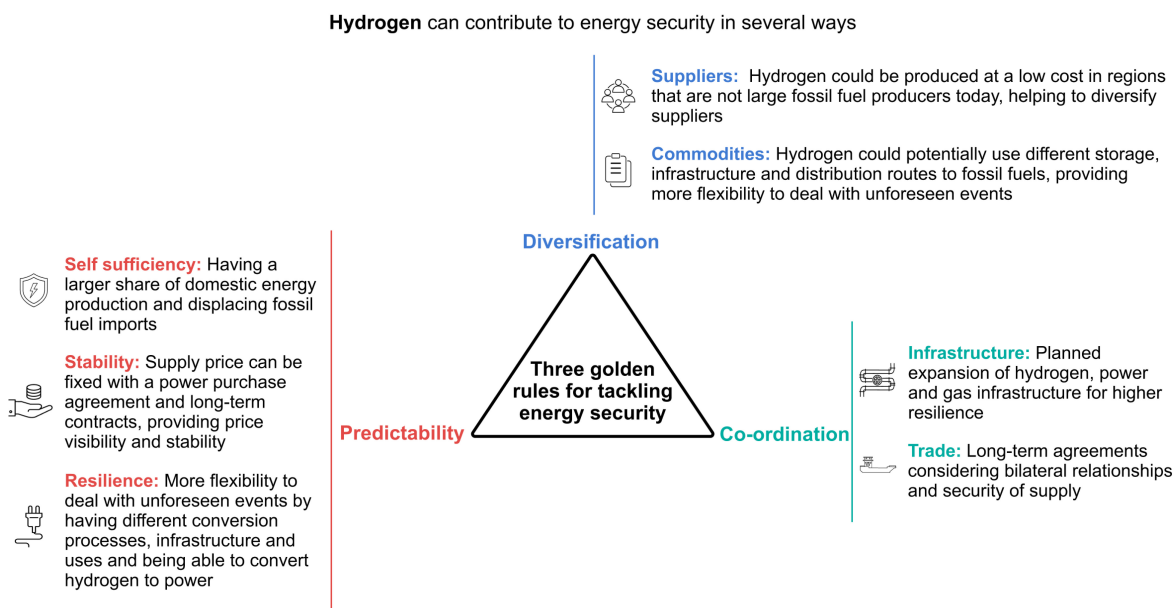 Hydrogen can contribute to energy security in several ways
Suppliers: Hydrogen could be produced at a low cost in regions
that are not large fossil fuel producers today, helping to diversify
suppliers
Commodities: Hydrogen could potentially use different storage,
infrastructure and distribution routes to fossil fuels, providing
more flexibility to deal with unforeseen events
Diversification
Self sufficiency: Having a
larger share of domestic energy
production and displacing fossil
fuel imports
Stability: Supply price can be
fixed with a power purchase
agreement and long-term
contracts, providing price
visibility and stability
Resilience: More flexibility to
deal with unforeseen events by
having different conversion
processes, infrastructure and
uses and being able to convert
hydrogen to power
Predictability
Three golden
rules for tackling
energy security
Co-ordination
Infrastructure: Planned
expansion of hydrogen, power
and gas infrastructure for higher
resilience
Trade: Long-term agreements
considering bilateral relationships
and security of supply